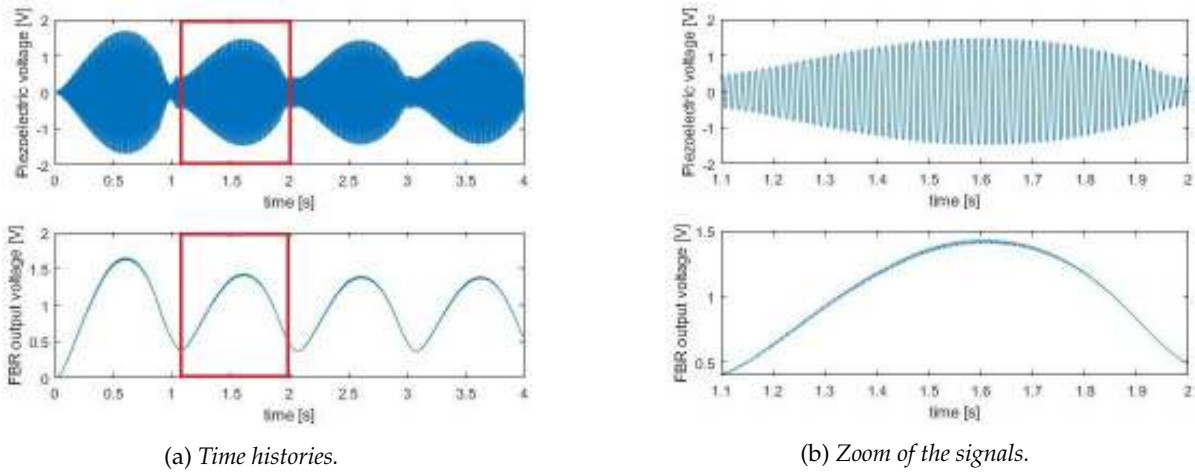 Piezoelectric voltage [V]
2
1
0
-1
-2
0 0.5 1 1.5 2 2.5 3 3.5 4
time [s]
FBR output voltage [V]
2
1.5
1
0.5
0
0 0.5 1 1.5 2 2.5 3 3.5 4
time [s]
(a) Time histories.
Piezoelectric voltage [V]
2
1
0
-1
-2
1.1 1.2 1.3 1.4 1.5 1.6 1.7 1.8 1.9 2
time [s]
FBR output voltage [V]
1.5
1
0.5
1.1 1.2 1.3 1.4 1.5 1.6 1.7 1.8 1.9 2
time [s]
(b) Zoom of the signals.